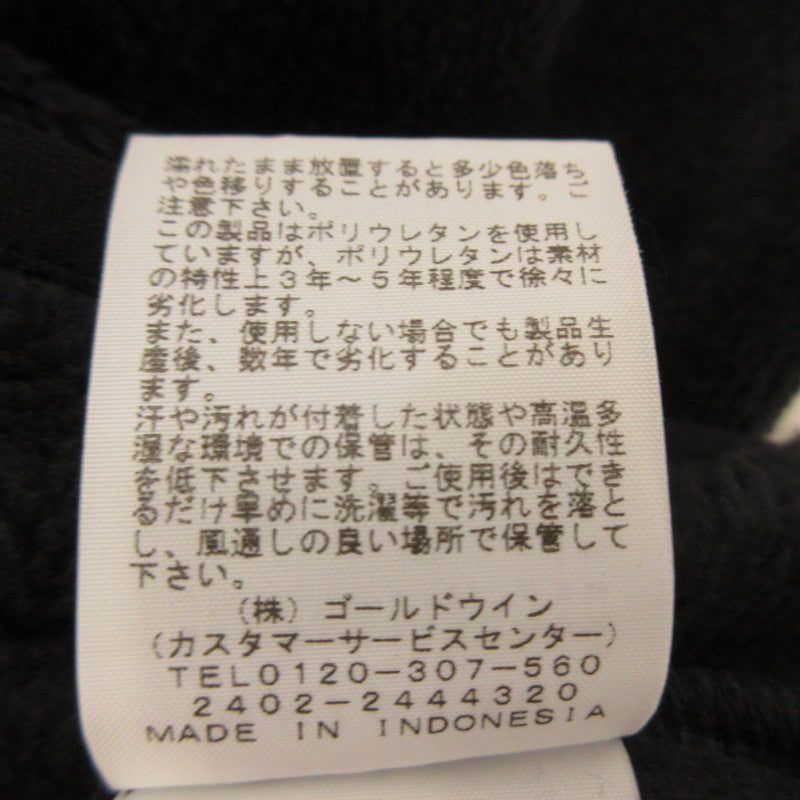 濡れたまま放置すると多少色落ち
や色移りすることがあります。ご
注意下さい。
この製品はポリウレタンを使用し
ていますが、ポリウレタンは素材
の特性上3年～5年程度で徐々に
劣化します。
また、使用しない場合でも製品生
産後、数年で劣化することがあり
ます。
汗や汚れが付着した状態や高温多
湿な環境での保管は、その耐久性
を低下させます。ご使用後はでき
るだけ早めに洗濯等で汚れを落と
し、風通しの良い場所で保管して
下さい。
(株)ゴールドウイン
(カスタマーサービスセンター)
TEL0120-307-560
2402-2444320
MADE IN INDONESIA